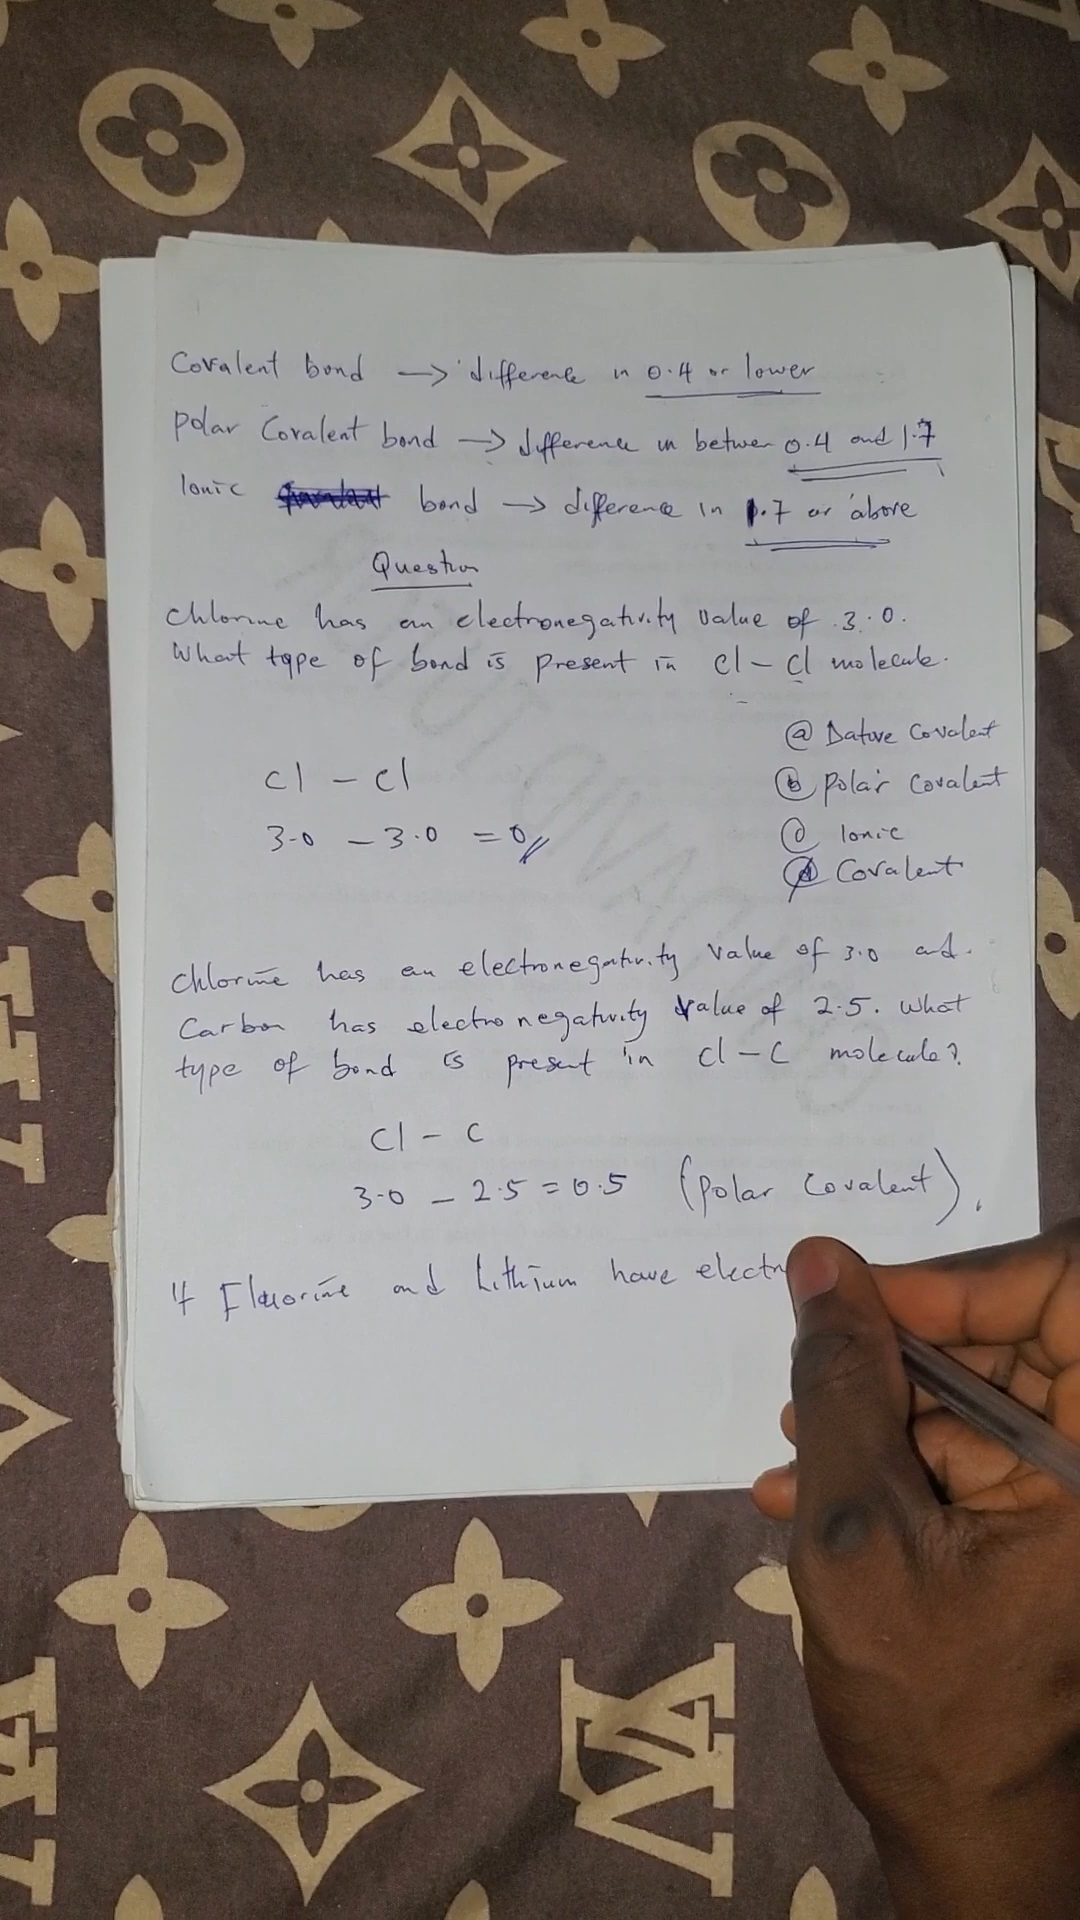 Covalent bond → difference in 0.4 or lower
Polar Covalent bond → difference in between 0.4 and 1.7
Ionic bond → difference in 1.7 or above
Question
Chlorine has an electronegativity value of 3.0.
What type of bond is present in Cl – Cl molecule.
ⓐ Dative Covalent
Cl – Cl
ⓑ Polar Covalent
3.0 – 3.0 = 0
ⓒ Ionic
ⓓ Covalent
Chlorine has an electronegativity value of 3.0 and
Carbon has electronegativity value of 2.5. What
type of bond is present in Cl – C molecule?
Cl – C
3.0 – 2.5 = 0.5 (Polar Covalent).
If Fluorine and Lithium have electr